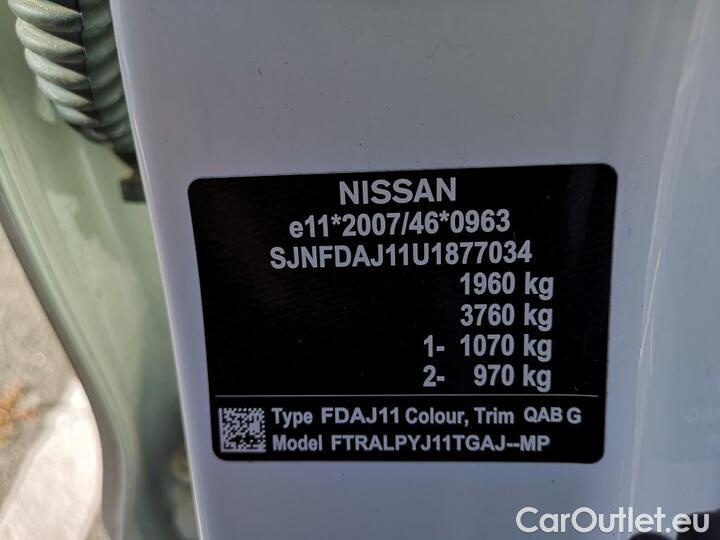 NISSAN
e11*2007/46*0963
SJNFDAJ11U1877034
1960 kg
3760 kg
1- 1070 kg
2- 970 kg
Type FDAJ11 Colour, Trim QAB G
Model FTRALPYJ11TGAJ--MP
CarOutlet.eu